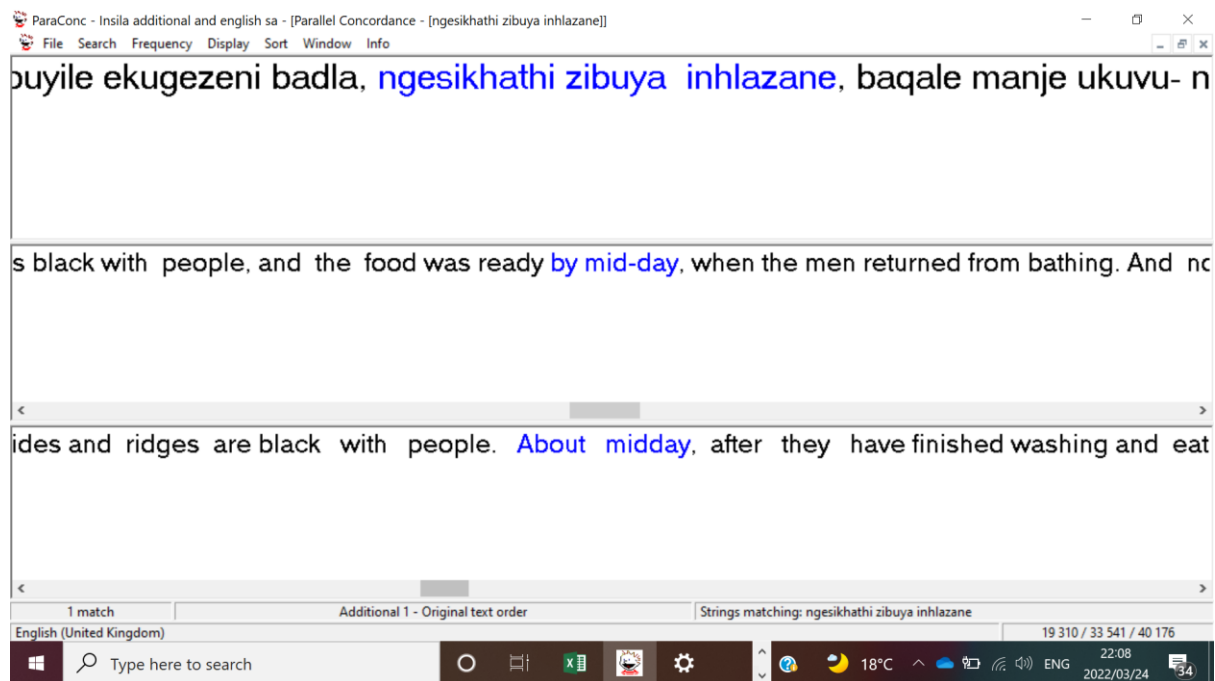 ParaConc - Insila additional and english sa - [Parallel Concordance - [ngesikhathi zibuya inhlazane]]
File Search Frequency Display Sort Window Info
ouyile ekugezeni badla, ngesikhathi zibuya inhlazane, baqale manje ukuvu- n
s black with people, and the food was ready by mid-day, when the men returned from bathing. And no
ides and ridges are black with people. About midday, after they have finished washing and eat
1 match Additional 1 - Original text order Strings matching: ngesikhathi zibuya inhlazane
English (United Kingdom) 19 310 / 33 541 / 40 176
Type here to search 18°C ENG 22:08
2022/03/24 34